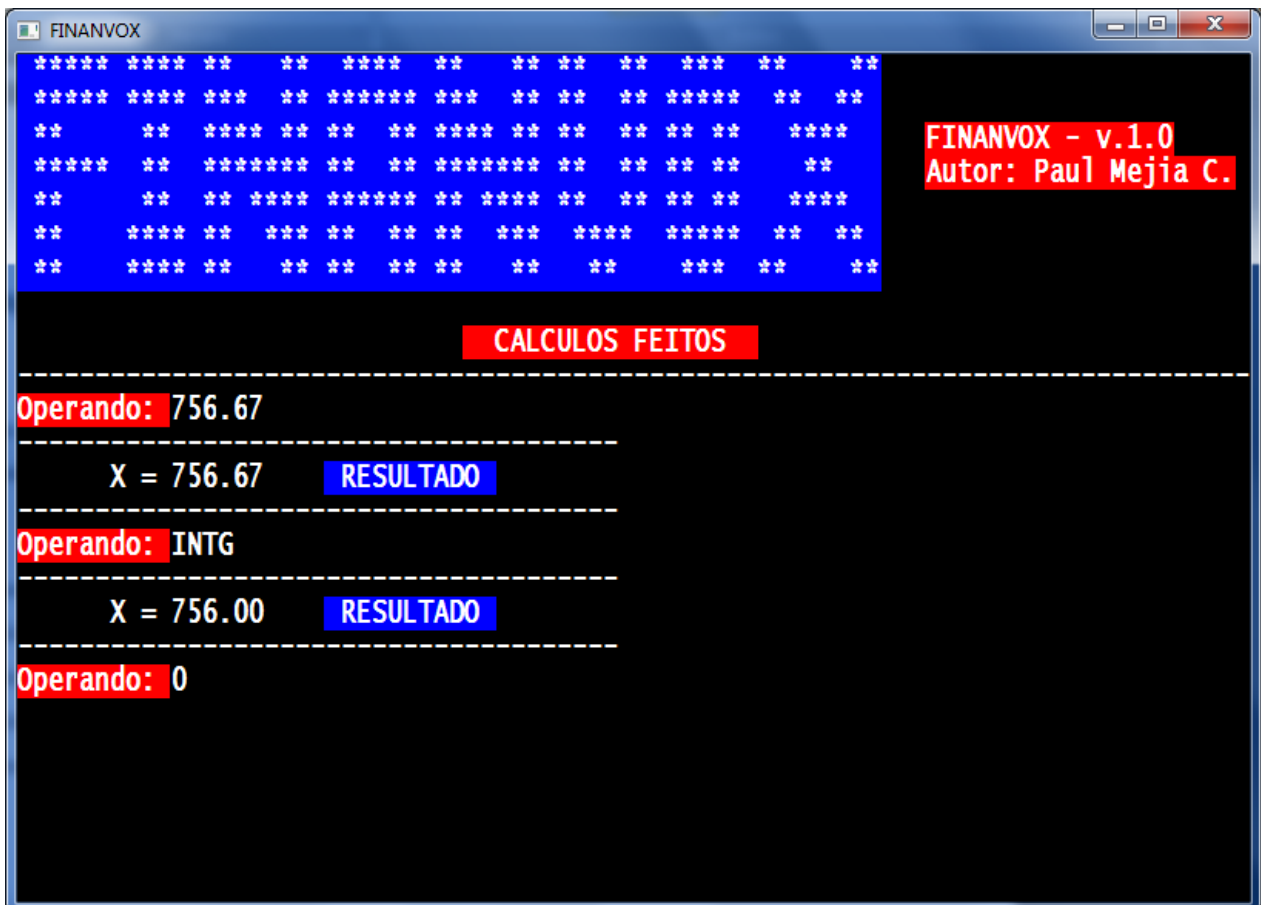 FINANVOX
***** **** **   **  ****  **   ** **  **  ***  **    **
***** **** ***  ** ****** ***  ** **  ** *****  **  **
**     **  **** ** **  ** **** ** **  ** ** **   ****
*****  **  ******* **  ** ******* **  ** ** **    **
**     **  ** **** ****** ** **** **  ** ** **   ****
**    **** **  *** **  ** **  ***  ****  *****  **  **
**    **** **   ** **  ** **   **   **    ***  **    **
FINANVOX - v.1.0
Autor: Paul Mejia C.
CALCULOS FEITOS
--------------------------------------------------------------------------------
Operando: 756.67
---------------------------------------
X = 756.67 RESULTADO
---------------------------------------
Operando: INTG
---------------------------------------
X = 756.00 RESULTADO
---------------------------------------
Operando: 0